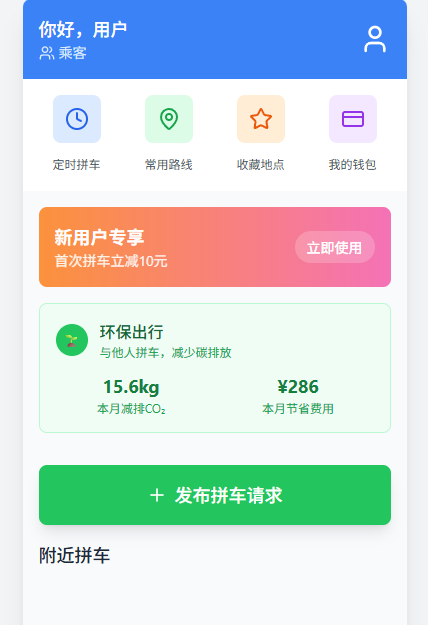 你好，用户
乘客
定时拼车
常用路线
收藏地点
我的钱包
新用户专享
首次拼车立减10元
立即使用
环保出行
与他人拼车，减少碳排放
15.6kg
¥286
本月减排CO₂
本月节省费用
发布拼车请求
附近拼车